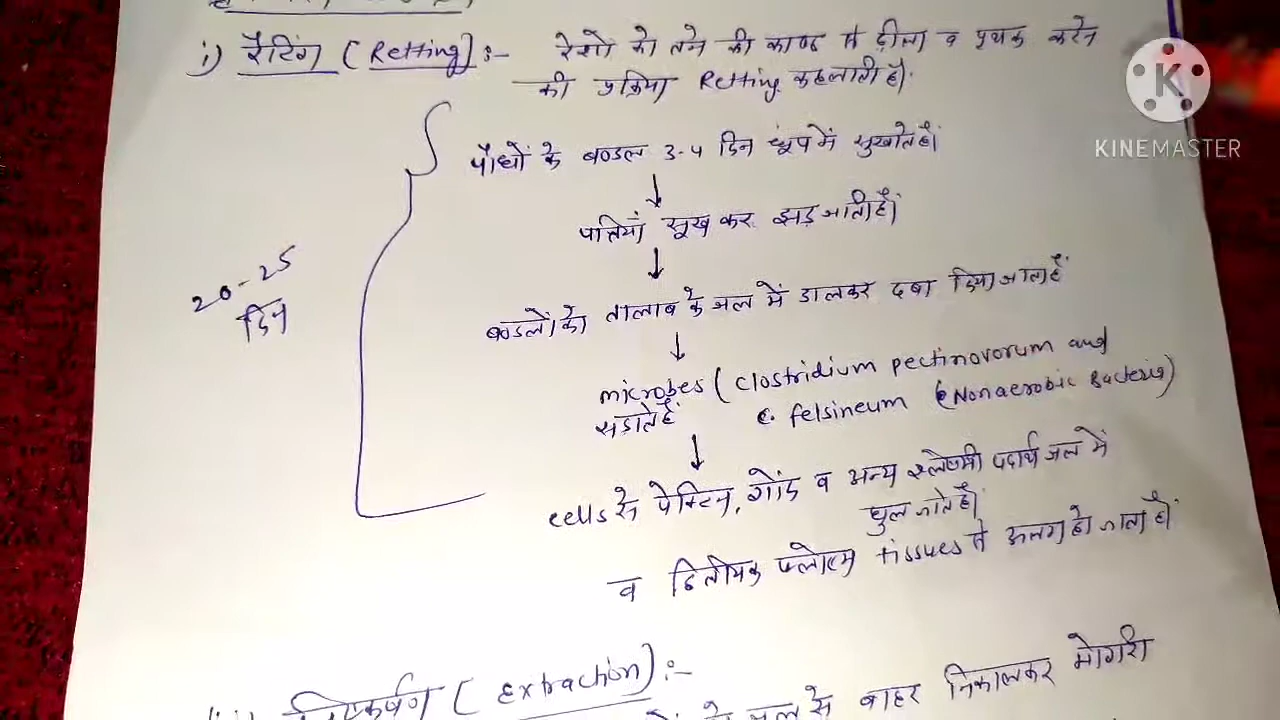 i) रैटिंग (Retting) :- रेशों को तने की काष्ठ से ढीला व पृथक करने
की प्रक्रिया Retting कहलाती है।
पौधों के बण्डल 3-4 दिन धूप में सुखाते है।
↓
पत्तियां सूख कर झड़ जाती है।
↓
बण्डलों को तालाब के जल में डालकर दबा दिया जाता है
↓
microbes (Clostridium pectinovorum and
सडाते है C. felsineum (Nonaerobic Bacteria)
↓
cells से पेक्टिन, गोंद व अन्य श्लेष्मी पदार्थ जल में
घुल जाते है।
व द्वितीयक फ्लोएम tissues से अलग हो जाता है।
20-25
दिन
निष्कर्षण (Extraction) :-
जल से बाहर निकालकर मोगरी
K
KINEMASTER